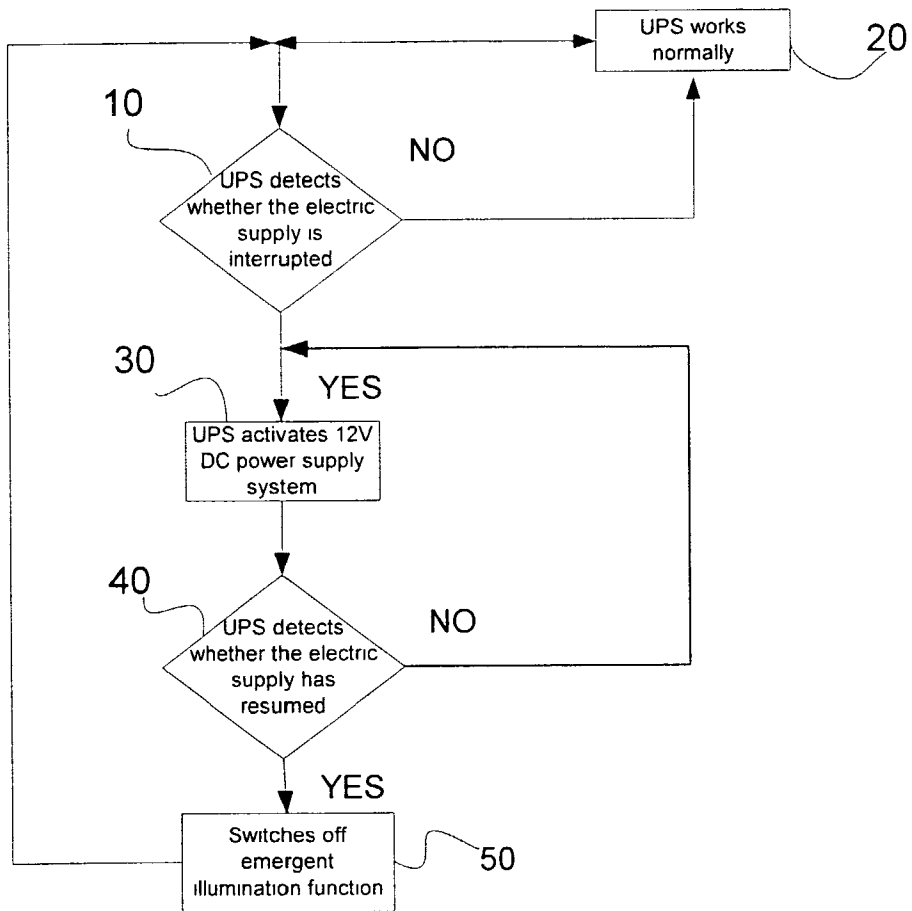 UPS works
normally
20
10
NO
UPS detects
whether the electric
supply is
interrupted
30
YES
UPS activates 12V
DC power supply
system
40
NO
UPS detects
whether the electric
supply has
resumed
YES
Switches off
emergent
illumination function
50